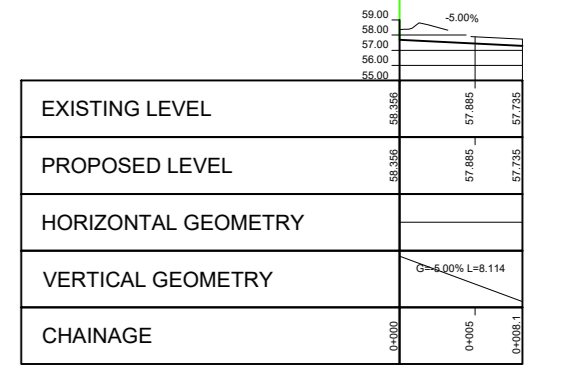 59.00
58.00
57.00
56.00
55.00
-5.00%
EXISTING LEVEL 58.356 57.885 57.735
PROPOSED LEVEL 58.356 57.885 57.735
HORIZONTAL GEOMETRY
VERTICAL GEOMETRY G=-5.00% L=8.114
CHAINAGE 0+000 0+005 0+008.1